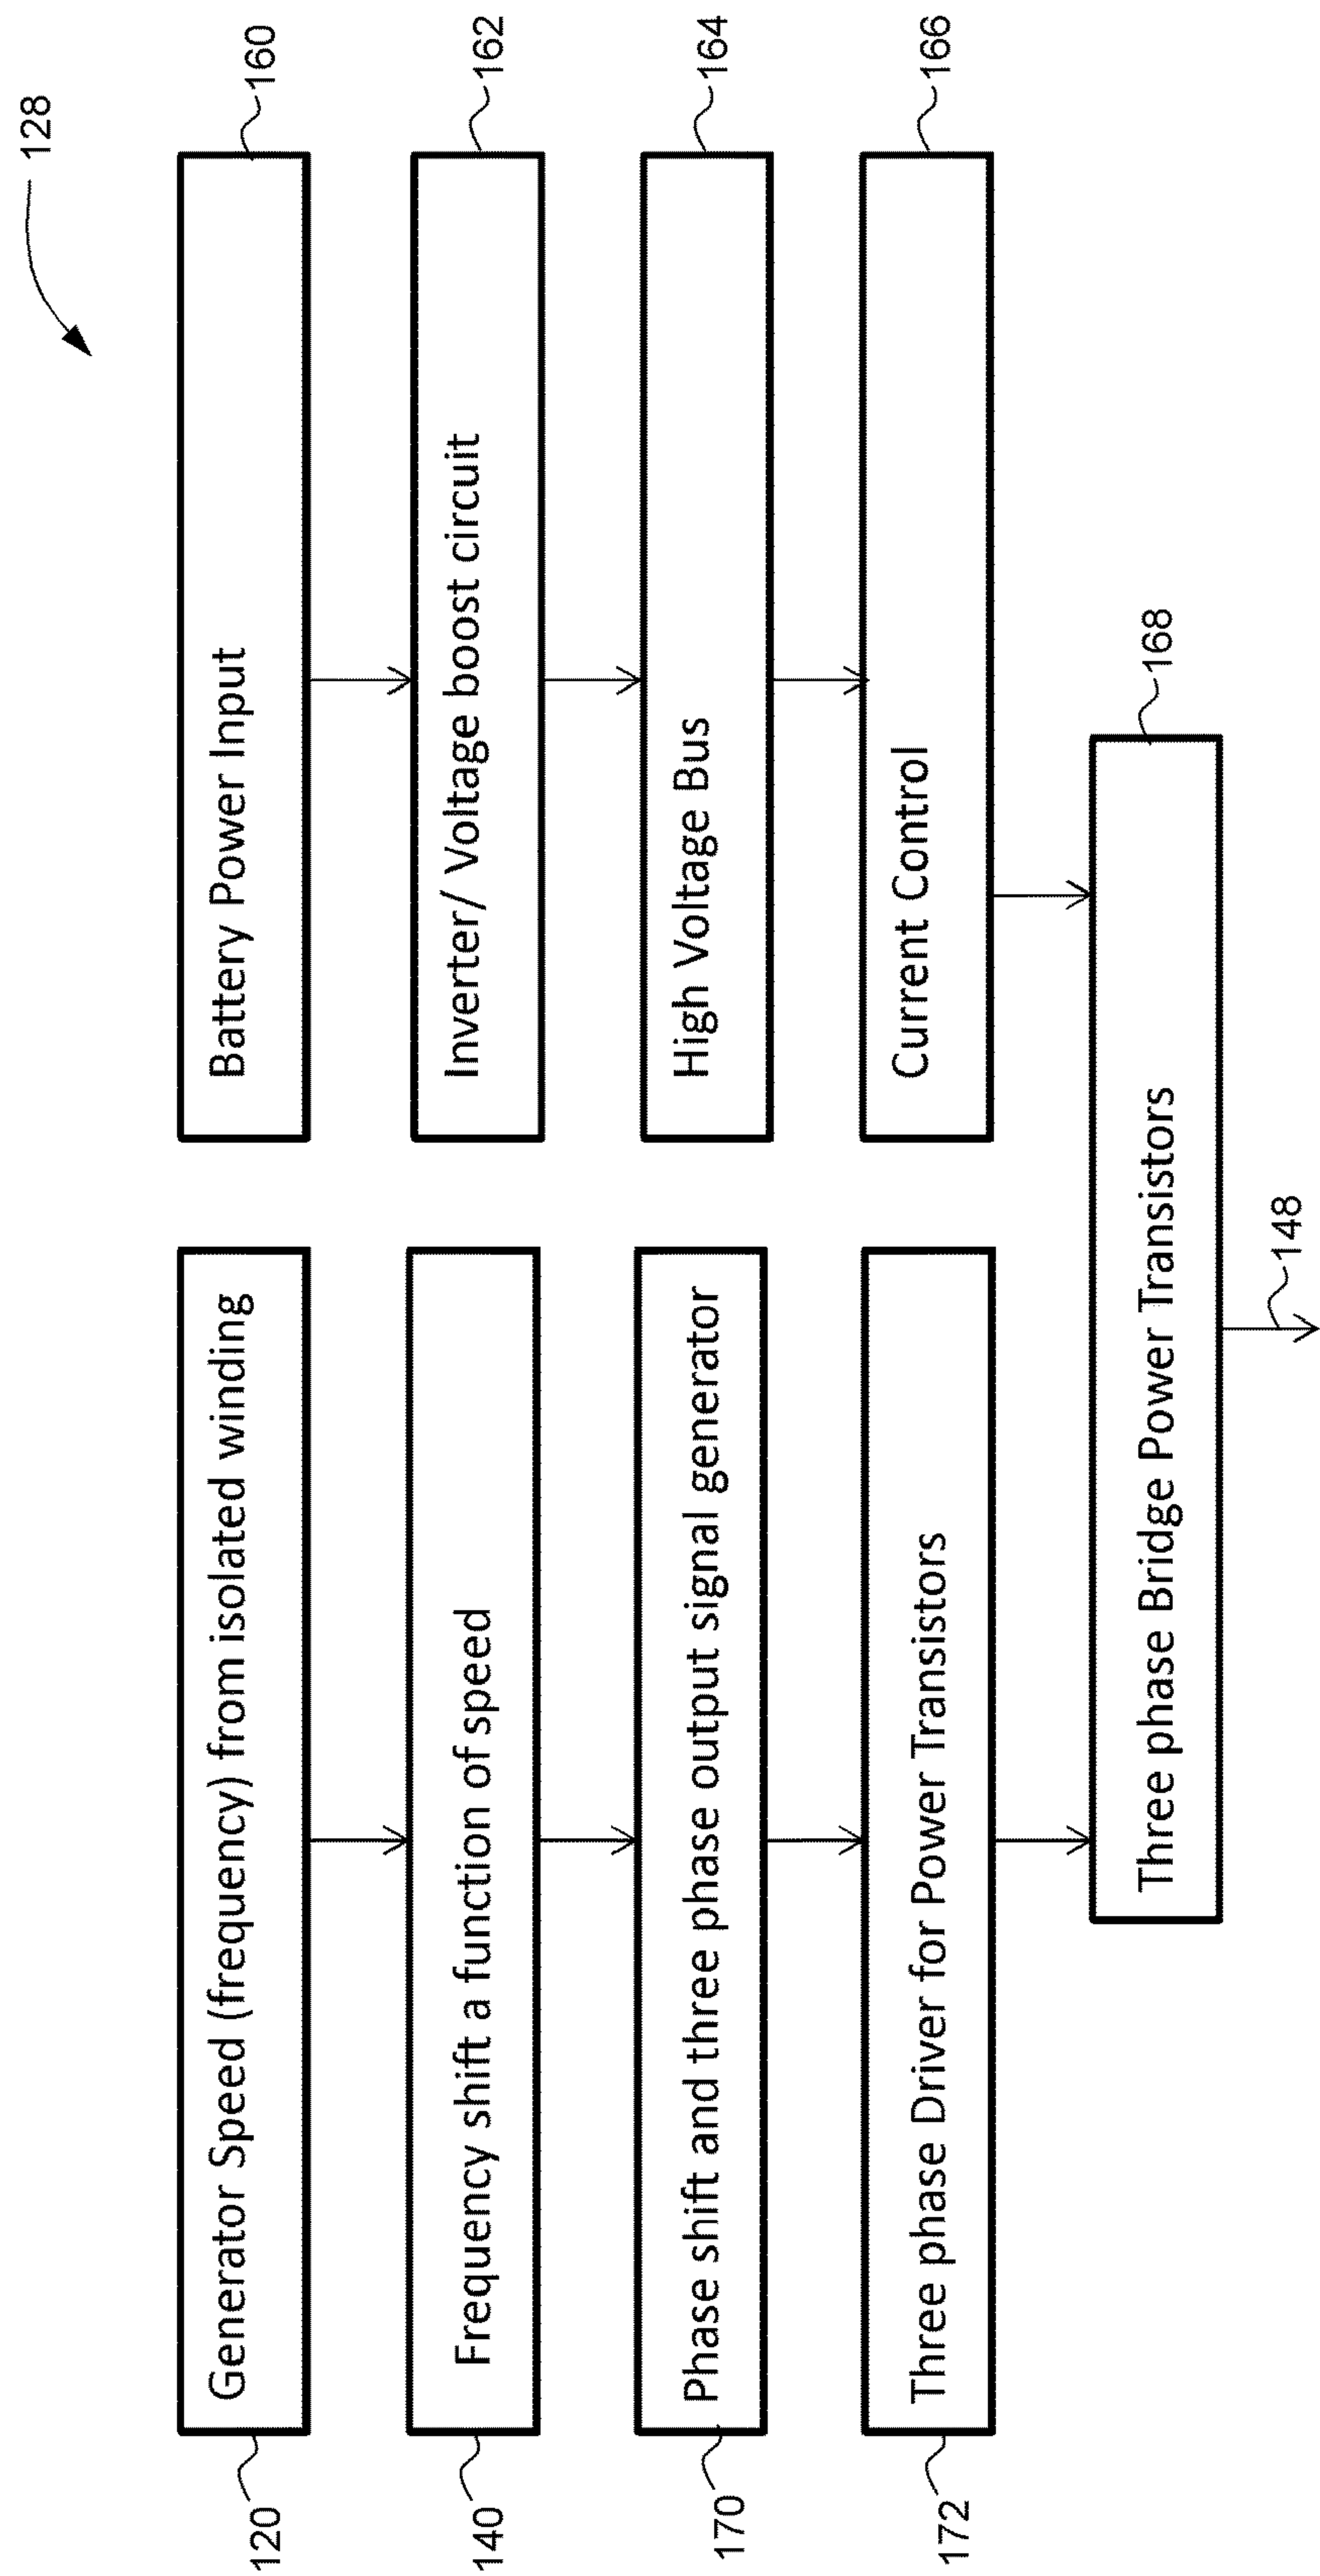 128
120
Generator Speed (frequency) from isolated winding
140
Frequency shift a function of speed
170
Phase shift and three phase output signal generator
172
Three phase Driver for Power Transistors
Battery Power Input
160
Inverter/ Voltage boost circuit
162
High Voltage Bus
164
Current Control
166
Three phase Bridge Power Transistors
168
148